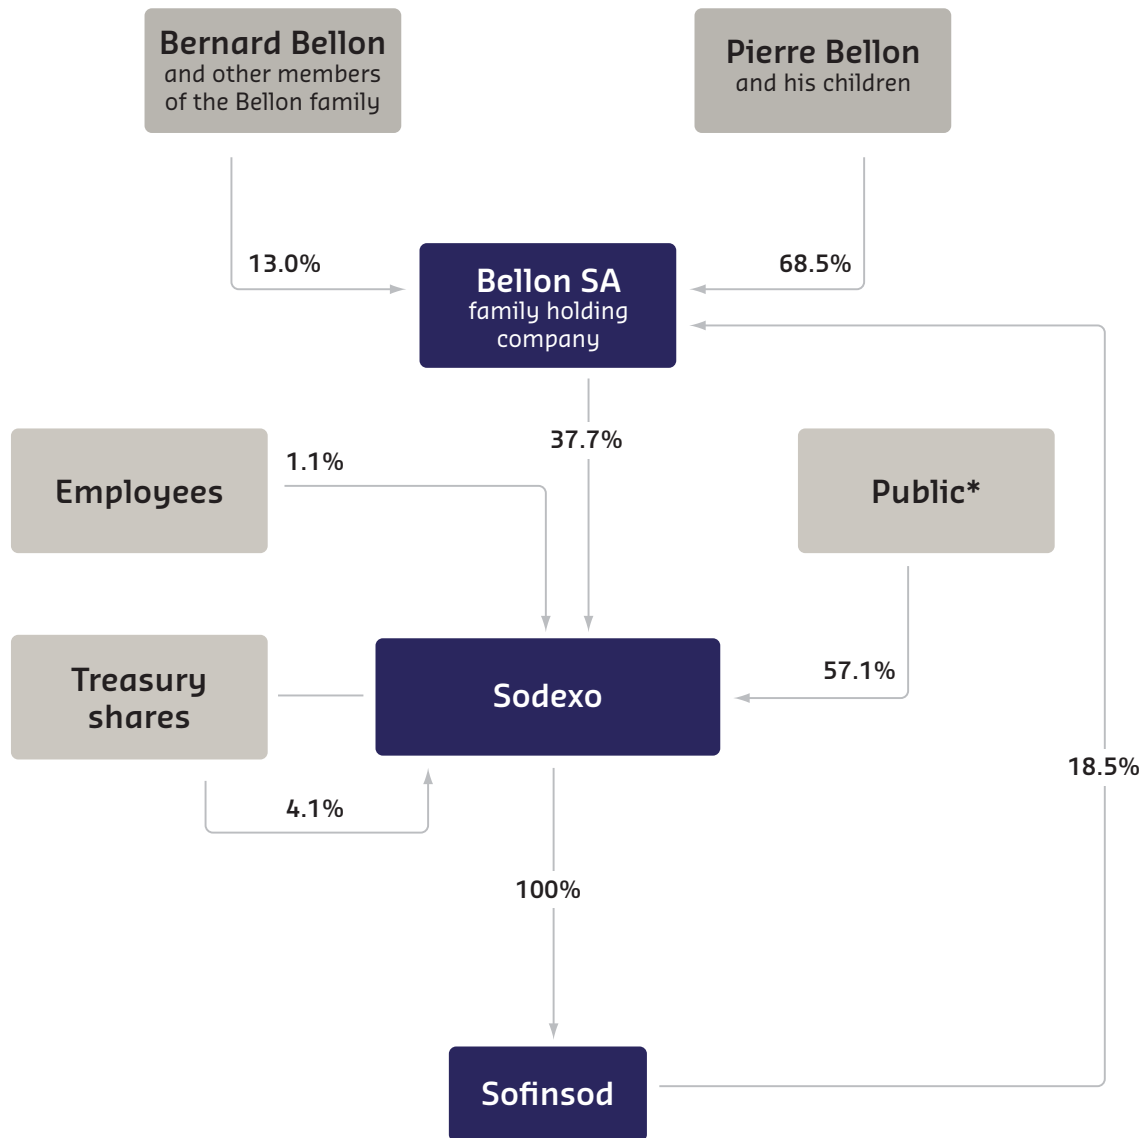 Bernard Bellon
and other members
of the Bellon family
Pierre Bellon
and his children
13.0%
68.5%
Bellon SA
family holding
company
37.7%
Employees
1.1%
Public*
Treasury
shares
Sodexo
57.1%
4.1%
18.5%
100%
Sofinsod